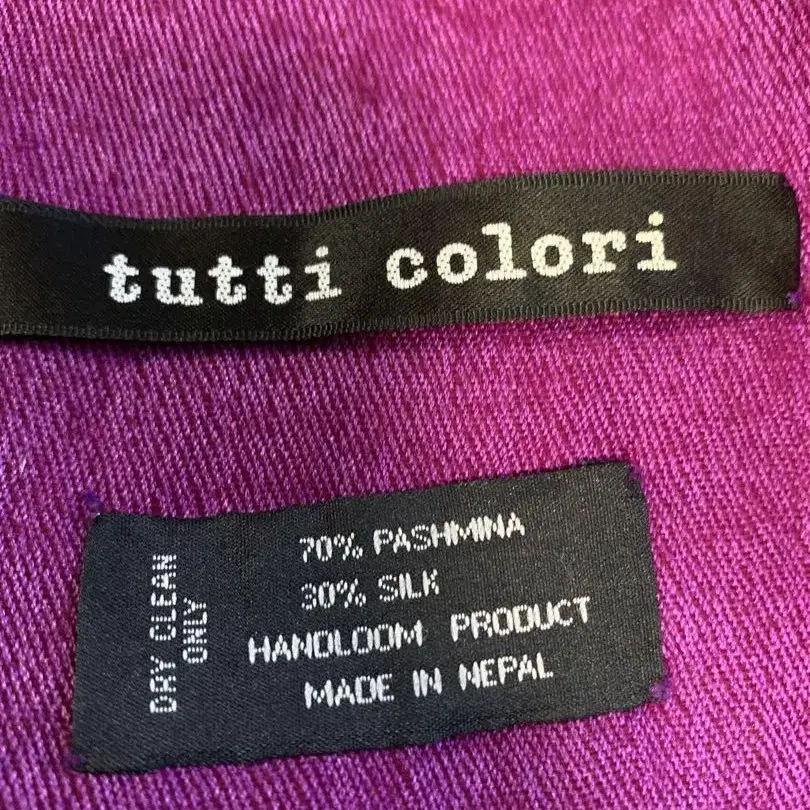 tutti colori
DRY CLEAN
ONLY
70% PASHMINA
30% SILK
HANDLOOM PRODUCT
MADE IN NEPAL